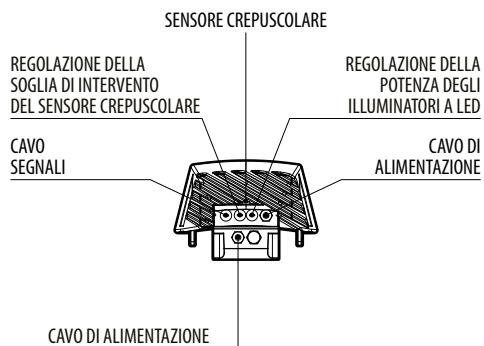 SENSORE CREPUSCOLARE
REGOLAZIONE DELLA
SOGLIA DI INTERVENTO
DEL SENSORE CREPUSCOLARE
REGOLAZIONE DELLA
POTENZA DEGLI
ILLUMINATORI A LED
CAVO
SEGNALI
CAVO DI
ALIMENTAZIONE
CAVO DI ALIMENTAZIONE